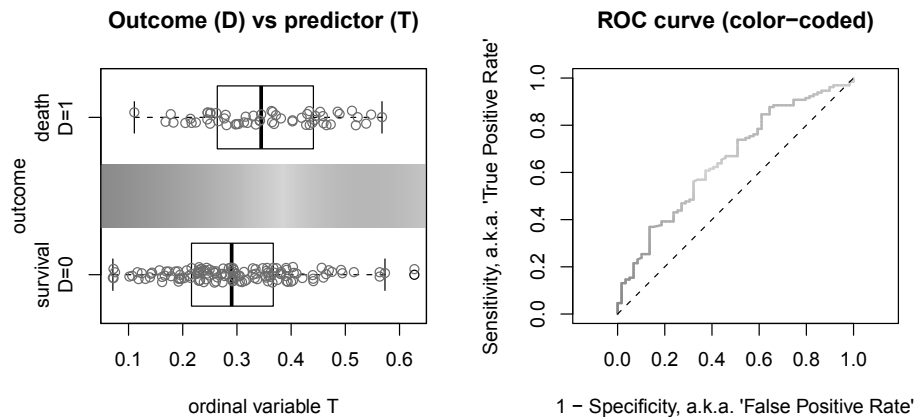 Outcome (D) vs predictor (T)
death
D=1
outcome
survival
D=0
0.1 0.2 0.3 0.4 0.5 0.6
ordinal variable T
ROC curve (color−coded)
Sensitivity, a.k.a. 'True Positive Rate'
1.0
0.8
0.6
0.4
0.2
0.0
0.0 0.2 0.4 0.6 0.8 1.0
1 − Specificity, a.k.a. 'False Positive Rate'